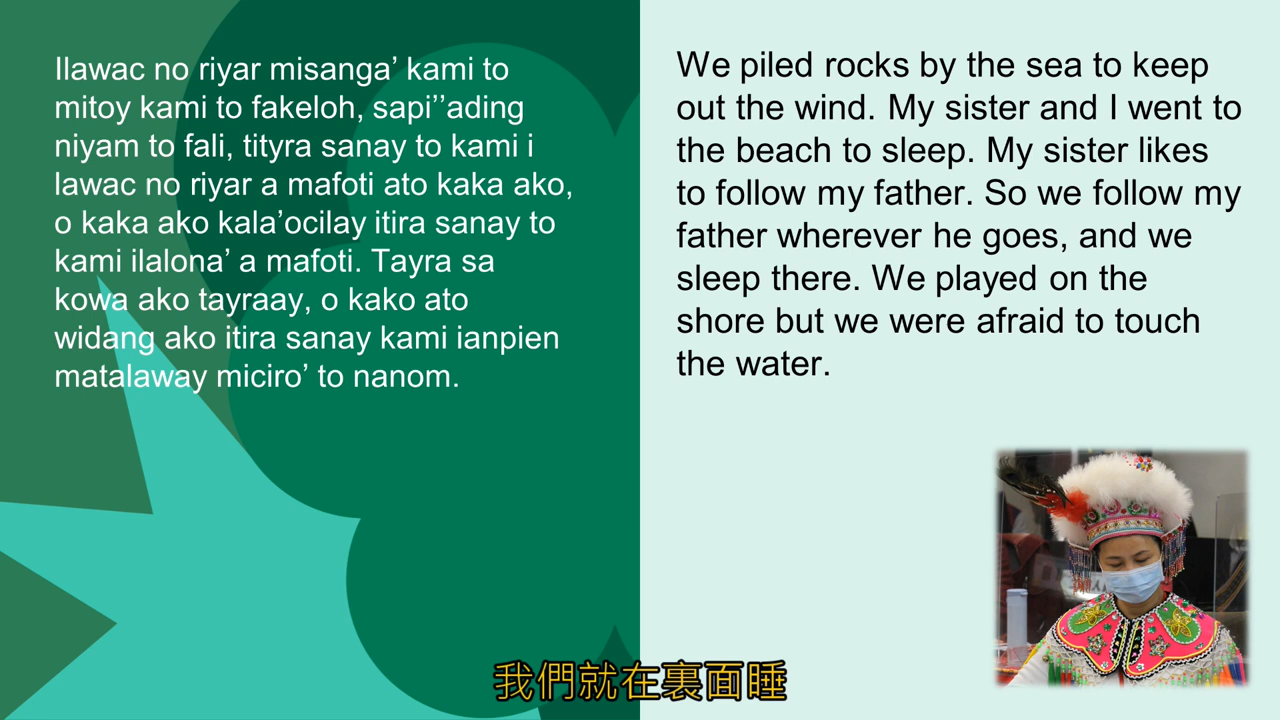 Ilawac no riyar misanga’ kami to
mitoy kami to fakeloh, sapi’’ading
niyam to fali, tityra sanay to kami i
lawac no riyar a mafoti ato kaka ako,
o kaka ako kala’ocilay itira sanay to
kami ilalona’ a mafoti. Tayra sa
kowa ako tayraay, o kako ato
widang ako itira sanay kami ianpien
matalaway miciro’ to nanom.
We piled rocks by the sea to keep
out the wind. My sister and I went to
the beach to sleep. My sister likes
to follow my father. So we follow my
father wherever he goes, and we
sleep there. We played on the
shore but we were afraid to touch
the water.
我們就在裏面睡